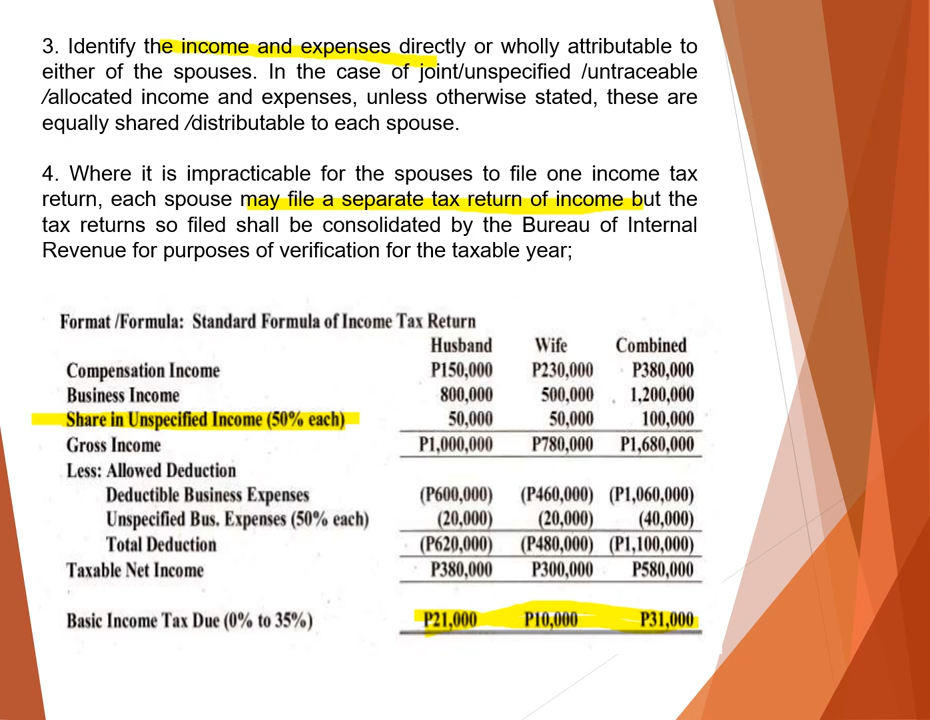 3. Identify the income and expenses directly or wholly attributable to
either of the spouses. In the case of joint/unspecified /untraceable
/allocated income and expenses, unless otherwise stated, these are
equally shared /distributable to each spouse.
4. Where it is impracticable for the spouses to file one income tax
return, each spouse may file a separate tax return of income but the
tax returns so filed shall be consolidated by the Bureau of Internal
Revenue for purposes of verification for the taxable year;
Format /Formula: Standard Formula of Income Tax Return
Husband Wife Combined
Compensation Income P150,000 P230,000 P380,000
Business Income 800,000 500,000 1,200,000
Share in Unspecified Income (50% each) 50,000 50,000 100,000
Gross Income P1,000,000 P780,000 P1,680,000
Less: Allowed Deduction
Deductible Business Expenses (P600,000) (P460,000) (P1,060,000)
Unspecified Bus. Expenses (50% each) (20,000) (20,000) (40,000)
Total Deduction (P620,000) (P480,000) (P1,100,000)
Taxable Net Income P380,000 P300,000 P580,000
Basic Income Tax Due (0% to 35%) P21,000 P10,000 P31,000